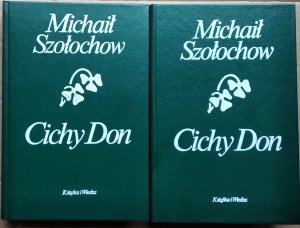 Michaił
Szołochow
Cichy Don
Książka i Wiedza
Michaił
Szołochow
Cichy Don
Książka i Wiedza